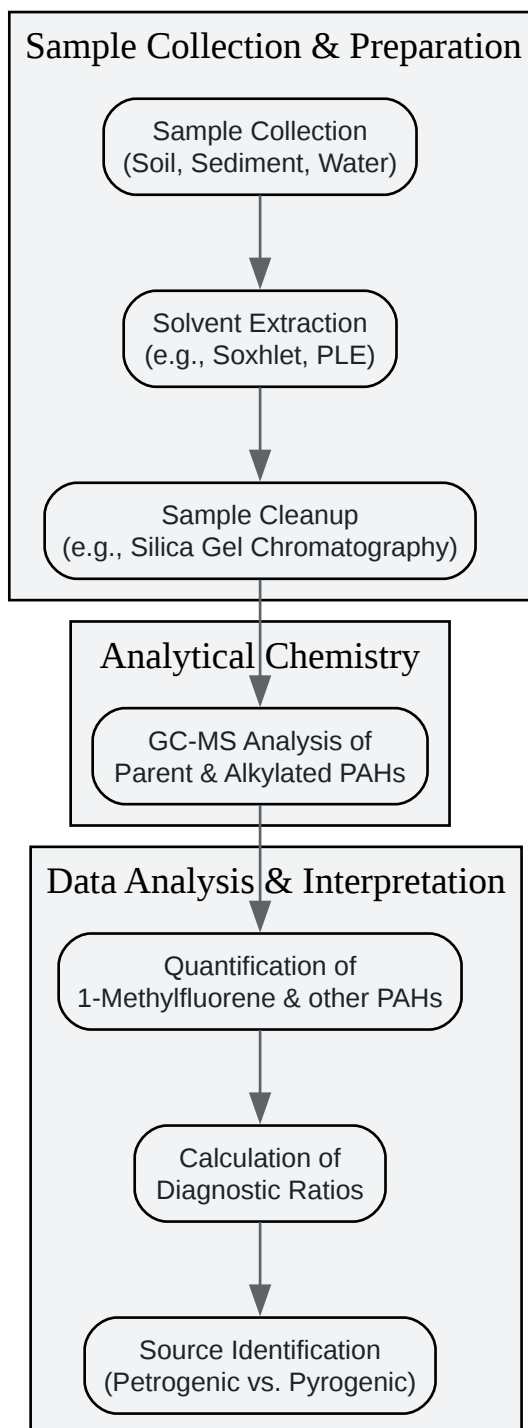 Sample Collection & Preparation
Sample Collection
(Soil, Sediment, Water)
Solvent Extraction
(e.g., Soxhlet, PLE)
Sample Cleanup
(e.g., Silica Gel Chromatography)
Analytical Chemistry
GC-MS Analysis of
Parent & Alkylated PAHs
Data Analysis & Interpretation
Quantification of
1-Methylfluorene & other PAHs
Calculation of
Diagnostic Ratios
Source Identification
(Petrogenic vs. Pyrogenic)